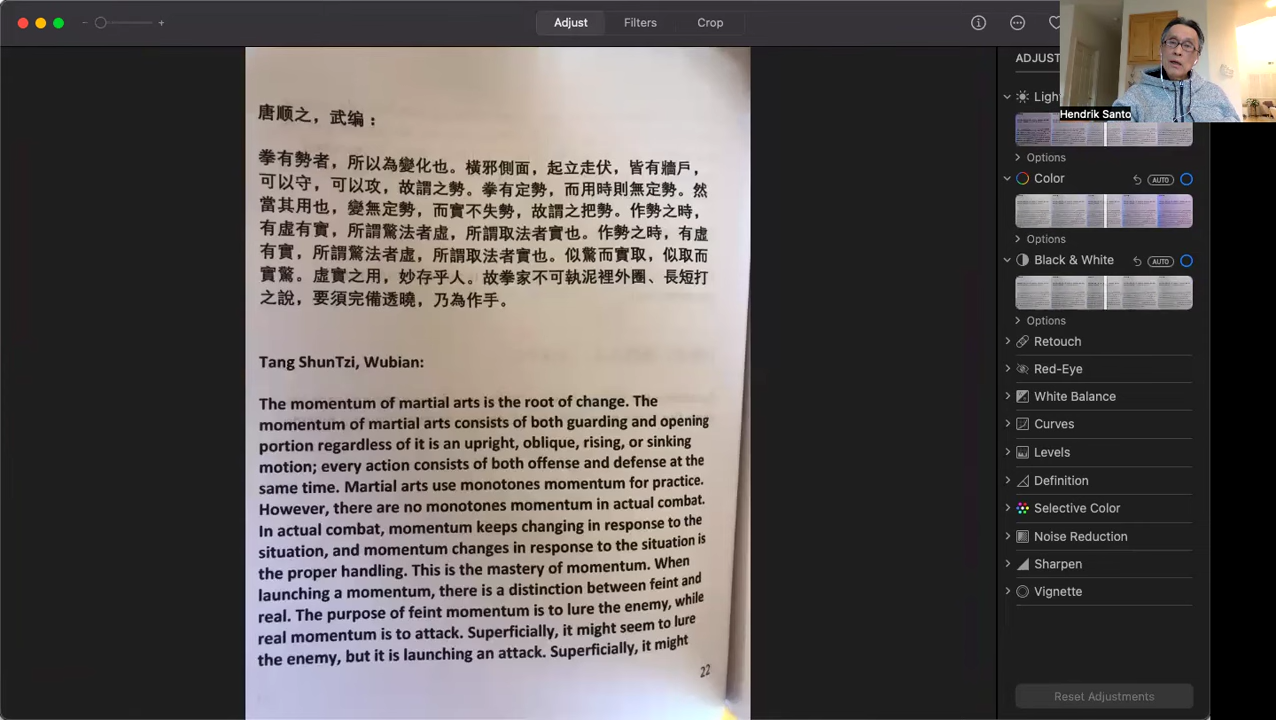 Adjust
Filters
Crop
唐顺之，武编：
拳有勢者，所以為變化也。橫邪側面，起立走伏，皆有牆戶，
可以守，可以攻，故謂之勢。拳有定勢，而用時則無定勢。然
當其用也，變無定勢，而實不失勢，故謂之把勢。作勢之時，
有虛有實，所謂驚法者虛，所謂取法者實也。作勢之時，有虛
有實，所謂驚法者虛，所謂取法者實也。似驚而實取，似取而
實驚。虛實之用，妙存乎人。故拳家不可執泥裡外圈、長短打
之說，要須完備透曉，乃為作手。
Tang ShunTzi, Wubian:
The momentum of martial arts is the root of change. The
momentum of martial arts consists of both guarding and opening
portion regardless of it is an upright, oblique, rising, or sinking
motion; every action consists of both offense and defense at the
same time. Martial arts use monotones momentum for practice.
However, there are no monotones momentum in actual combat.
In actual combat, momentum keeps changing in response to the
situation, and momentum changes in response to the situation is
the proper handling. This is the mastery of momentum. When
launching a momentum, there is a distinction between feint and
real. The purpose of feint momentum is to lure the enemy, while
real momentum is to attack. Superficially, it might seem to lure
the enemy, but it is launching an attack. Superficially, it might
22
Hendrik Santo
ADJUST
Light
Options
Color
AUTO
Options
Black & White
AUTO
Options
Retouch
Red-Eye
White Balance
Curves
Levels
Definition
Selective Color
Noise Reduction
Sharpen
Vignette
Reset Adjustments